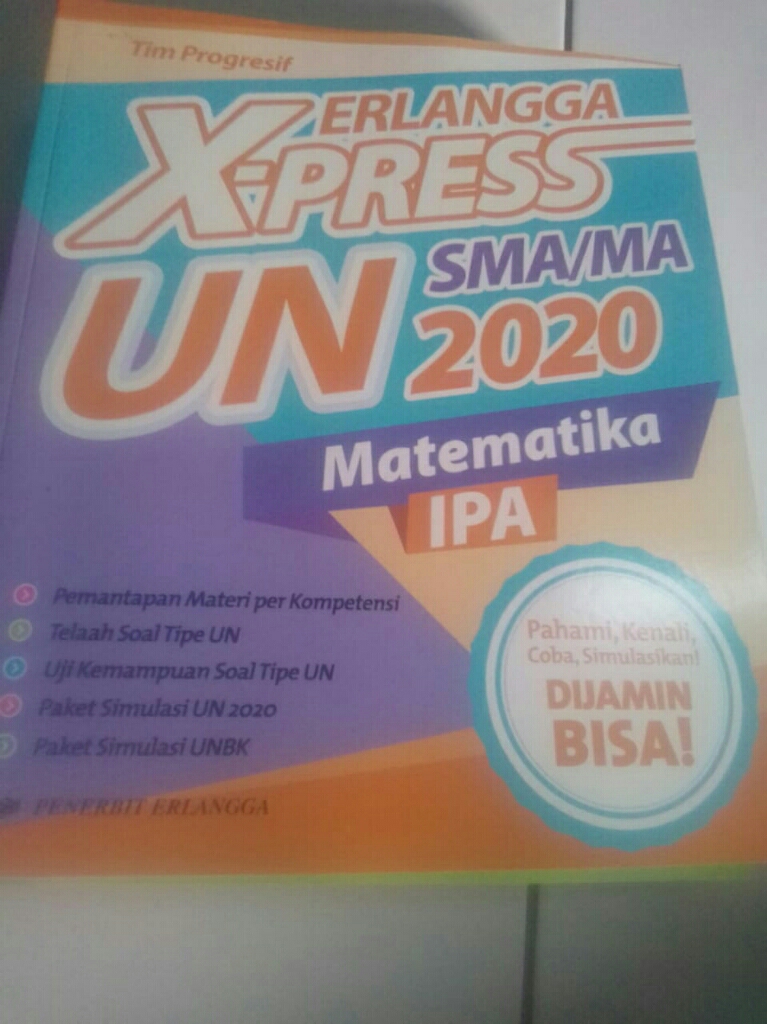 Tim Progresif
ERLANGGA
X-PRESS
UN SMA/MA
2020
Matematika
IPA
Pemantapan Materi per Kompetensi
Telaah Soal Tipe UN
Uji Kemampuan Soal Tipe UN
Paket Simulasi UN 2020
Paket Simulasi UNBK
Pahami, Kenali,
Coba, Simulasikan!
DIJAMIN
BISA!
PENERBIT ERLANGGA